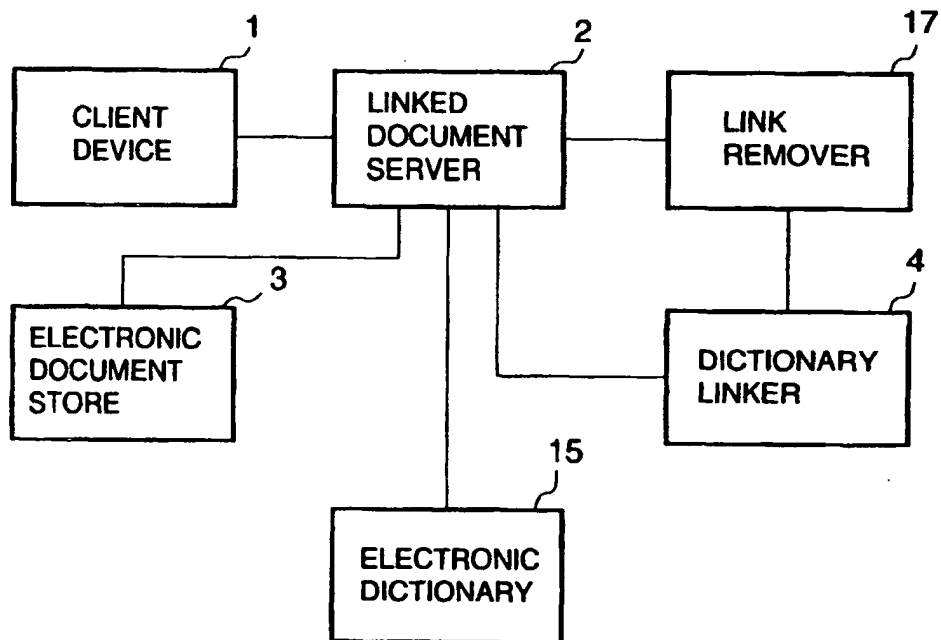 1
CLIENT
DEVICE
2
LINKED
DOCUMENT
SERVER
17
LINK
REMOVER
3
ELECTRONIC
DOCUMENT
STORE
4
DICTIONARY
LINKER
15
ELECTRONIC
DICTIONARY